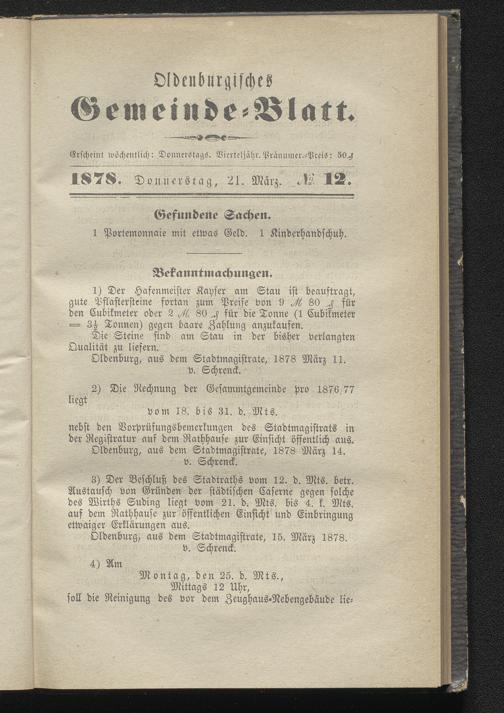 Oldenburgisches
Gemeinde-Blatt.
Erscheint wöchentlich: Donnerstags. Vierteljähr. Pränumer.-Preis: 50 ₰
1878. Donnerstag, 21. März. № 12.
Gefundene Sachen.
1 Portemonnaie mit etwas Geld. 1 Kinderhandschuh.
Bekanntmachungen.
1) Der Hafenmeister Kayser am Stau ist beauftragt,
gute Pflastersteine fortan zum Preise von 9 ℳ 80 ₰ für
den Cubikmeter oder 2 ℳ 80 ₰ für die Tonne (1 Cubikmeter
= 3½ Tonnen) gegen baare Zahlung anzukaufen.
Die Steine sind am Stau in der bisher verlangten
Qualität zu liefern.
Oldenburg, aus dem Stadtmagistrate, 1878 März 11.
v. Schrenck.
2) Die Rechnung der Gesammtgemeinde pro 1876/77
liegt
vom 18. bis 31. d. Mts.
nebst den Vorprüfungsbemerkungen des Stadtmagistrats in
der Registratur auf dem Rathhause zur Einsicht öffentlich aus.
Oldenburg, aus dem Stadtmagistrate, 1878 März 14.
v. Schrenck.
3) Der Beschluß des Stadtraths vom 12. d. Mts. betr.
Austausch von Gründen der städtischen Caserne gegen solche
des Wirths Suding liegt vom 21. d. Mts. bis 4. k. Mts.
auf dem Rathhause zur öffentlichen Einsicht und Einbringung
etwaiger Erklärungen aus.
Oldenburg, aus dem Stadtmagistrate, 15. März 1878.
v. Schrenck.
4) Am
Montag, den 25. d. Mts.,
Mittags 12 Uhr,
soll die Reinigung des vor dem Zeughaus-Nebengebäude lie-